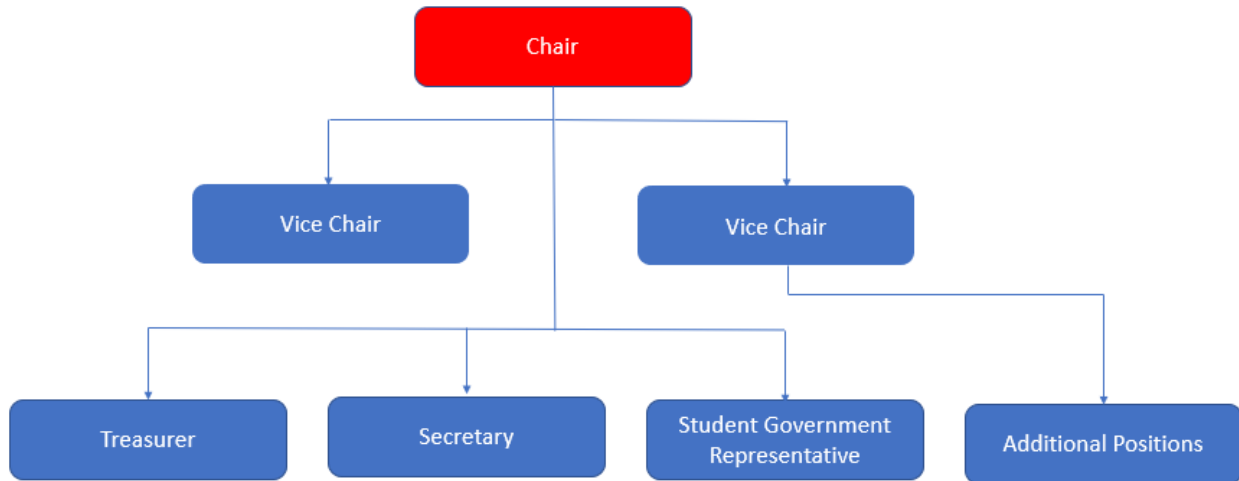 Chair
Vice Chair
Vice Chair
Treasurer
Secretary
Student Government
Representative
Additional Positions